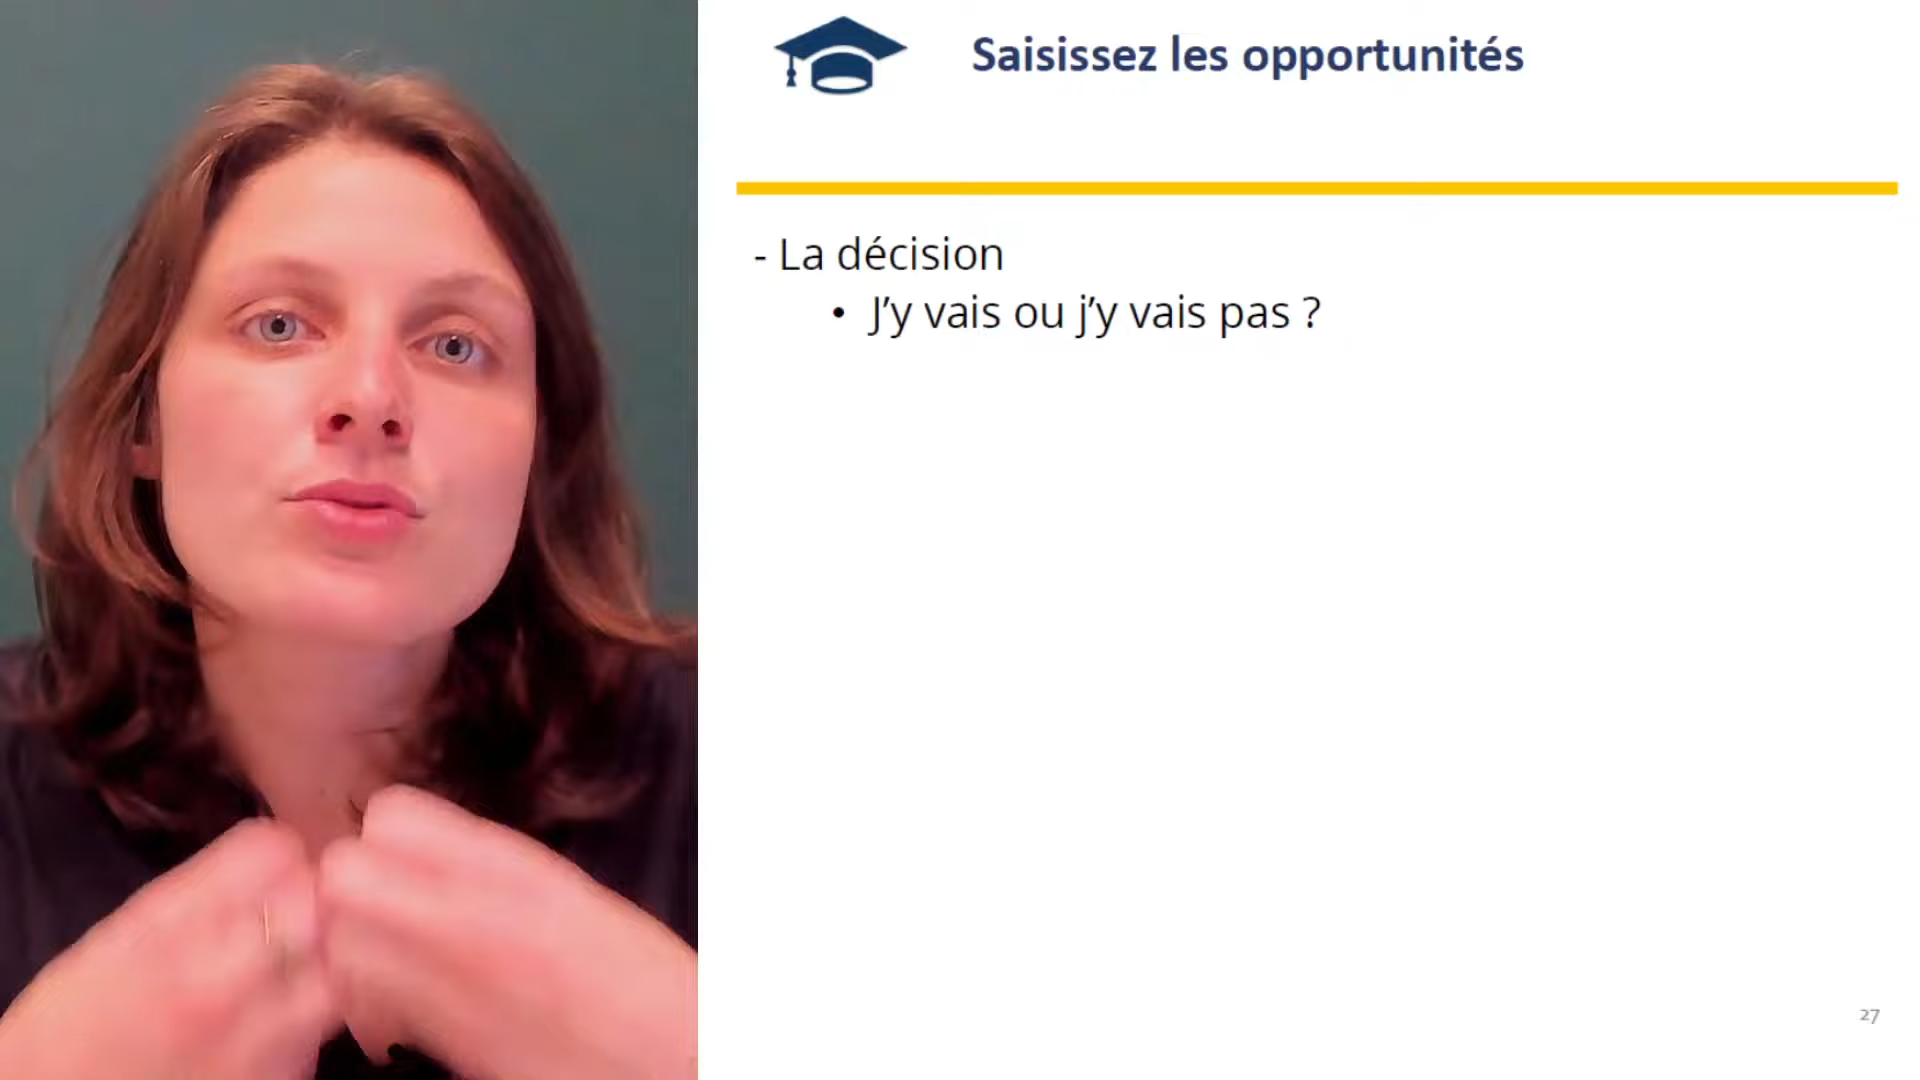 Saisissez les opportunités
- La décision
• J’y vais ou j’y vais pas ?
27